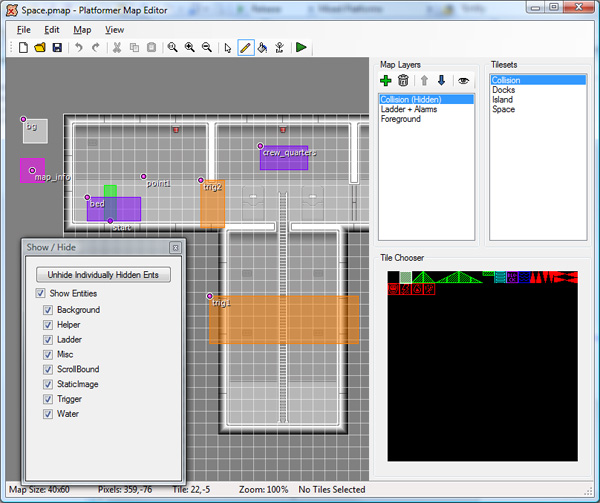 Space.pmap - Platformer Map Editor
File Edit Map View
Map Layers
Tilesets
Collision (Hidden)
Ladder + Alarms
Foreground
Collision
Docks
Island
Space
bg
map_info
point1
crew_quarters
trig2
bed
start
trig1
Show / Hide
Unhide Individually Hidden Ents
Show Entities
Background
Helper
Ladder
Misc
ScrollBound
StaticImage
Trigger
Water
Tile Chooser
Map Size: 40x60 Pixels: 359,-76 Tile: 22,-5 Zoom: 100% No Tiles Selected